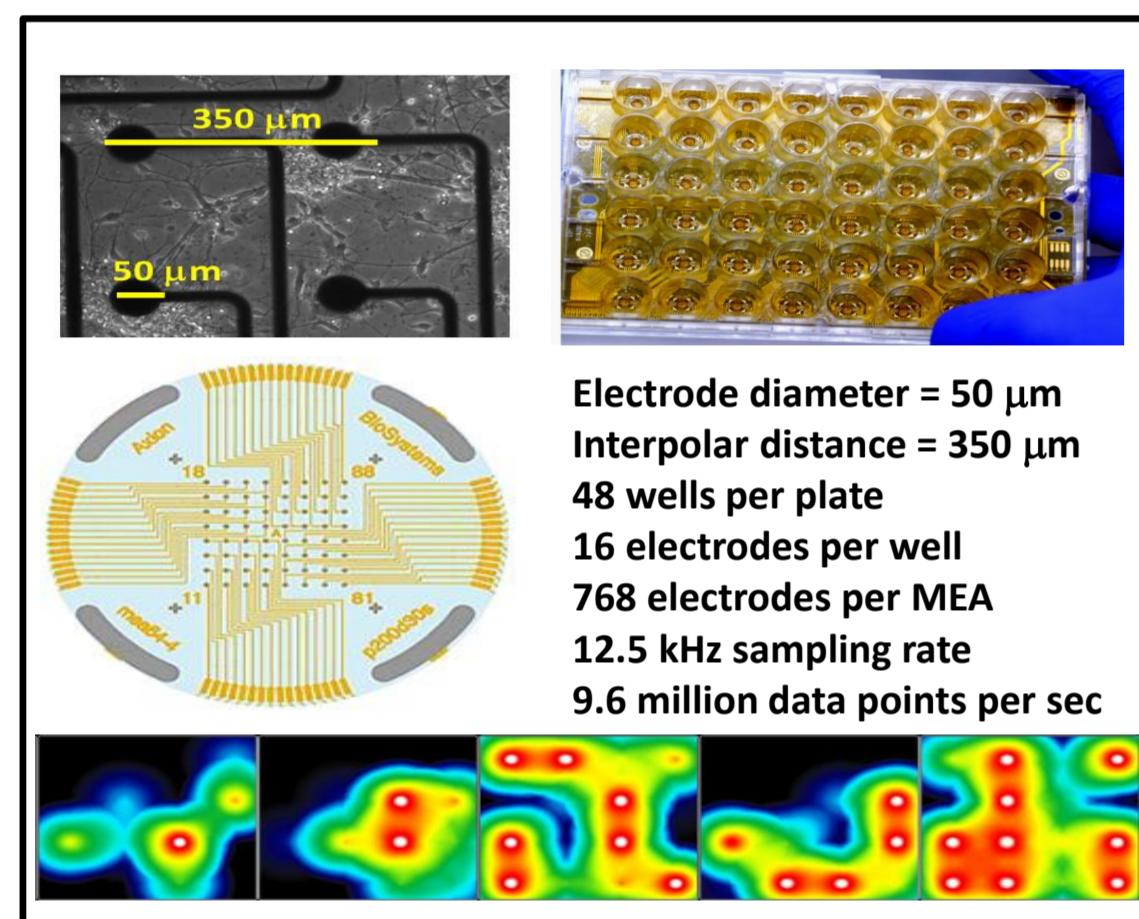 350 μm
50 μm
Axion
BioSystems
18
88
A
11
81
mea64-4
p200d30s
Electrode diameter = 50 μm
Interpolar distance = 350 μm
48 wells per plate
16 electrodes per well
768 electrodes per MEA
12.5 kHz sampling rate
9.6 million data points per sec